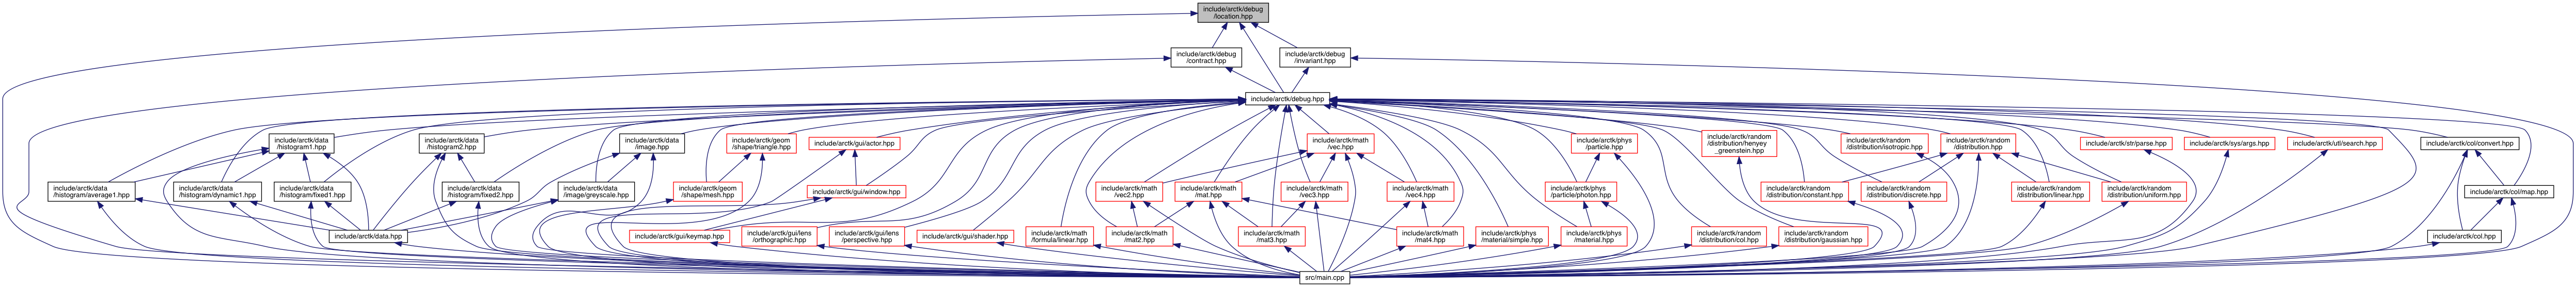 include/arctk/debug
/location.hpp
include/arctk/debug
/contract.hpp
include/arctk/debug
/invariant.hpp
include/arctk/debug.hpp
include/arctk/data
/histogram1.hpp
include/arctk/data
/histogram2.hpp
include/arctk/data
/image.hpp
include/arctk/geom
/shape/triangle.hpp
include/arctk/gui/actor.hpp
include/arctk/math
/vec.hpp
include/arctk/phys
/particle.hpp
include/arctk/random
/distribution/henyey
_greenstein.hpp
include/arctk/random
/distribution/isotropic.hpp
include/arctk/random
/distribution.hpp
include/arctk/str/parse.hpp
include/arctk/sys/args.hpp
include/arctk/utl/search.hpp
include/arctk/col/convert.hpp
include/arctk/data
/histogram/average1.hpp
include/arctk/data
/histogram/dynamic1.hpp
include/arctk/data
/histogram/fixed1.hpp
include/arctk/data
/histogram/fixed2.hpp
include/arctk/data
/image/greyscale.hpp
include/arctk/geom
/shape/mesh.hpp
include/arctk/gui/window.hpp
include/arctk/math
/vec2.hpp
include/arctk/math
/mat.hpp
include/arctk/math
/vec3.hpp
include/arctk/math
/vec4.hpp
include/arctk/phys
/particle/photon.hpp
include/arctk/random
/distribution/constant.hpp
include/arctk/random
/distribution/discrete.hpp
include/arctk/random
/distribution/linear.hpp
include/arctk/random
/distribution/uniform.hpp
include/arctk/col/map.hpp
include/arctk/data.hpp
include/arctk/gui/keymap.hpp
include/arctk/gui/lens
/orthographic.hpp
include/arctk/gui/lens
/perspective.hpp
include/arctk/gui/shader.hpp
include/arctk/math
/formula/linear.hpp
include/arctk/math
/mat2.hpp
include/arctk/math
/mat3.hpp
include/arctk/math
/mat4.hpp
include/arctk/phys
/material/simple.hpp
include/arctk/phys
/material.hpp
include/arctk/random
/distribution/col.hpp
include/arctk/random
/distribution/gaussian.hpp
include/arctk/col.hpp
src/main.cpp